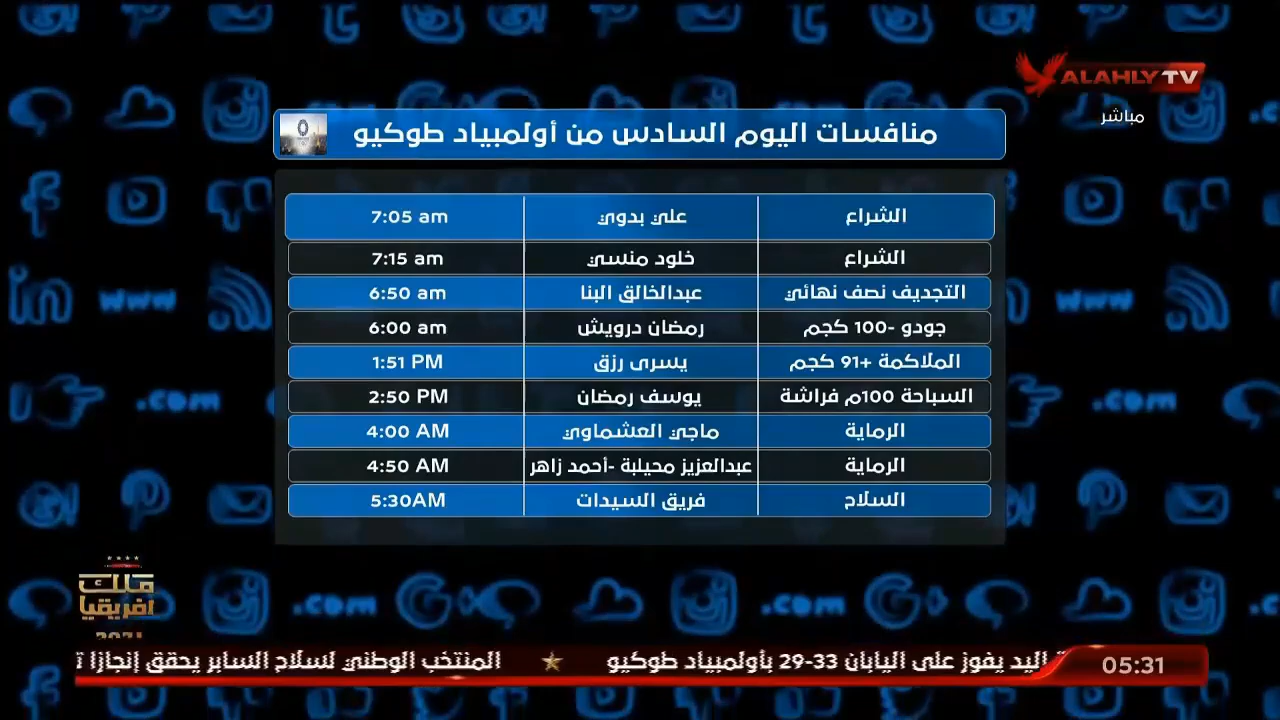 ALAHLY TV
مباشر
منافسات اليوم السادس من أولمبياد طوكيو
الشراع علي بدوي 7:05 am
الشراع خلود منسي 7:15 am
التجديف نصف نهائي عبدالخالق البنا 6:50 am
جودو -100 كجم رمضان درويش 6:00 am
الملاكمة +91 كجم يسرى رزق 1:51 PM
السباحة 100م فراشة يوسف رمضان 2:50 PM
الرماية ماجي العشماوي 4:00 AM
الرماية عبدالعزيز محيلبة -أحمد زاهر 4:50 AM
السلاح فريق السيدات 5:30AM
ملك
افريقيا
اليد يفوز على اليابان 33-29 بأولمبياد طوكيو ★ المنتخب الوطني لسلاح السابر يحقق إنجازا
05:31